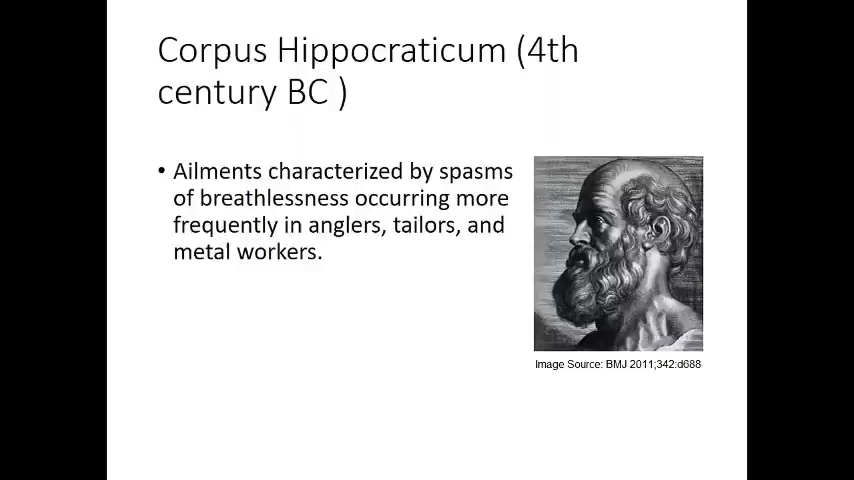 Corpus Hippocraticum (4th
century BC )
• Ailments characterized by spasms
of breathlessness occurring more
frequently in anglers, tailors, and
metal workers.
Image Source: BMJ 2011;342:d688